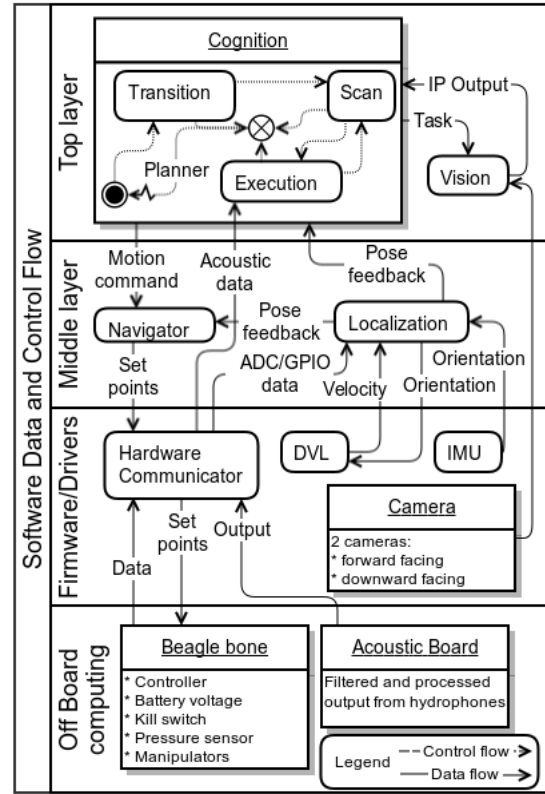 Software Data and Control Flow
Top layer
Cognition
Transition
Scan
Planner
Execution
IP Output
Task
Vision
Middle layer
Motion
command
Acoustic
data
Pose
feedback
Navigator
Pose
feedback
Localization
Set
points
ADC/GPIO
data
Velocity
Orientation
Orientation
Firmware/Drivers
Hardware
Communicator
DVL
IMU
Camera
2 cameras:
* forward facing
* downward facing
Data
Set
points
Output
Off Board
computing
Beagle bone
* Controller
* Battery voltage
* Kill switch
* Pressure sensor
* Manipulators
Acoustic Board
Filtered and processed
output from hydrophones
Legend
Control flow
Data flow